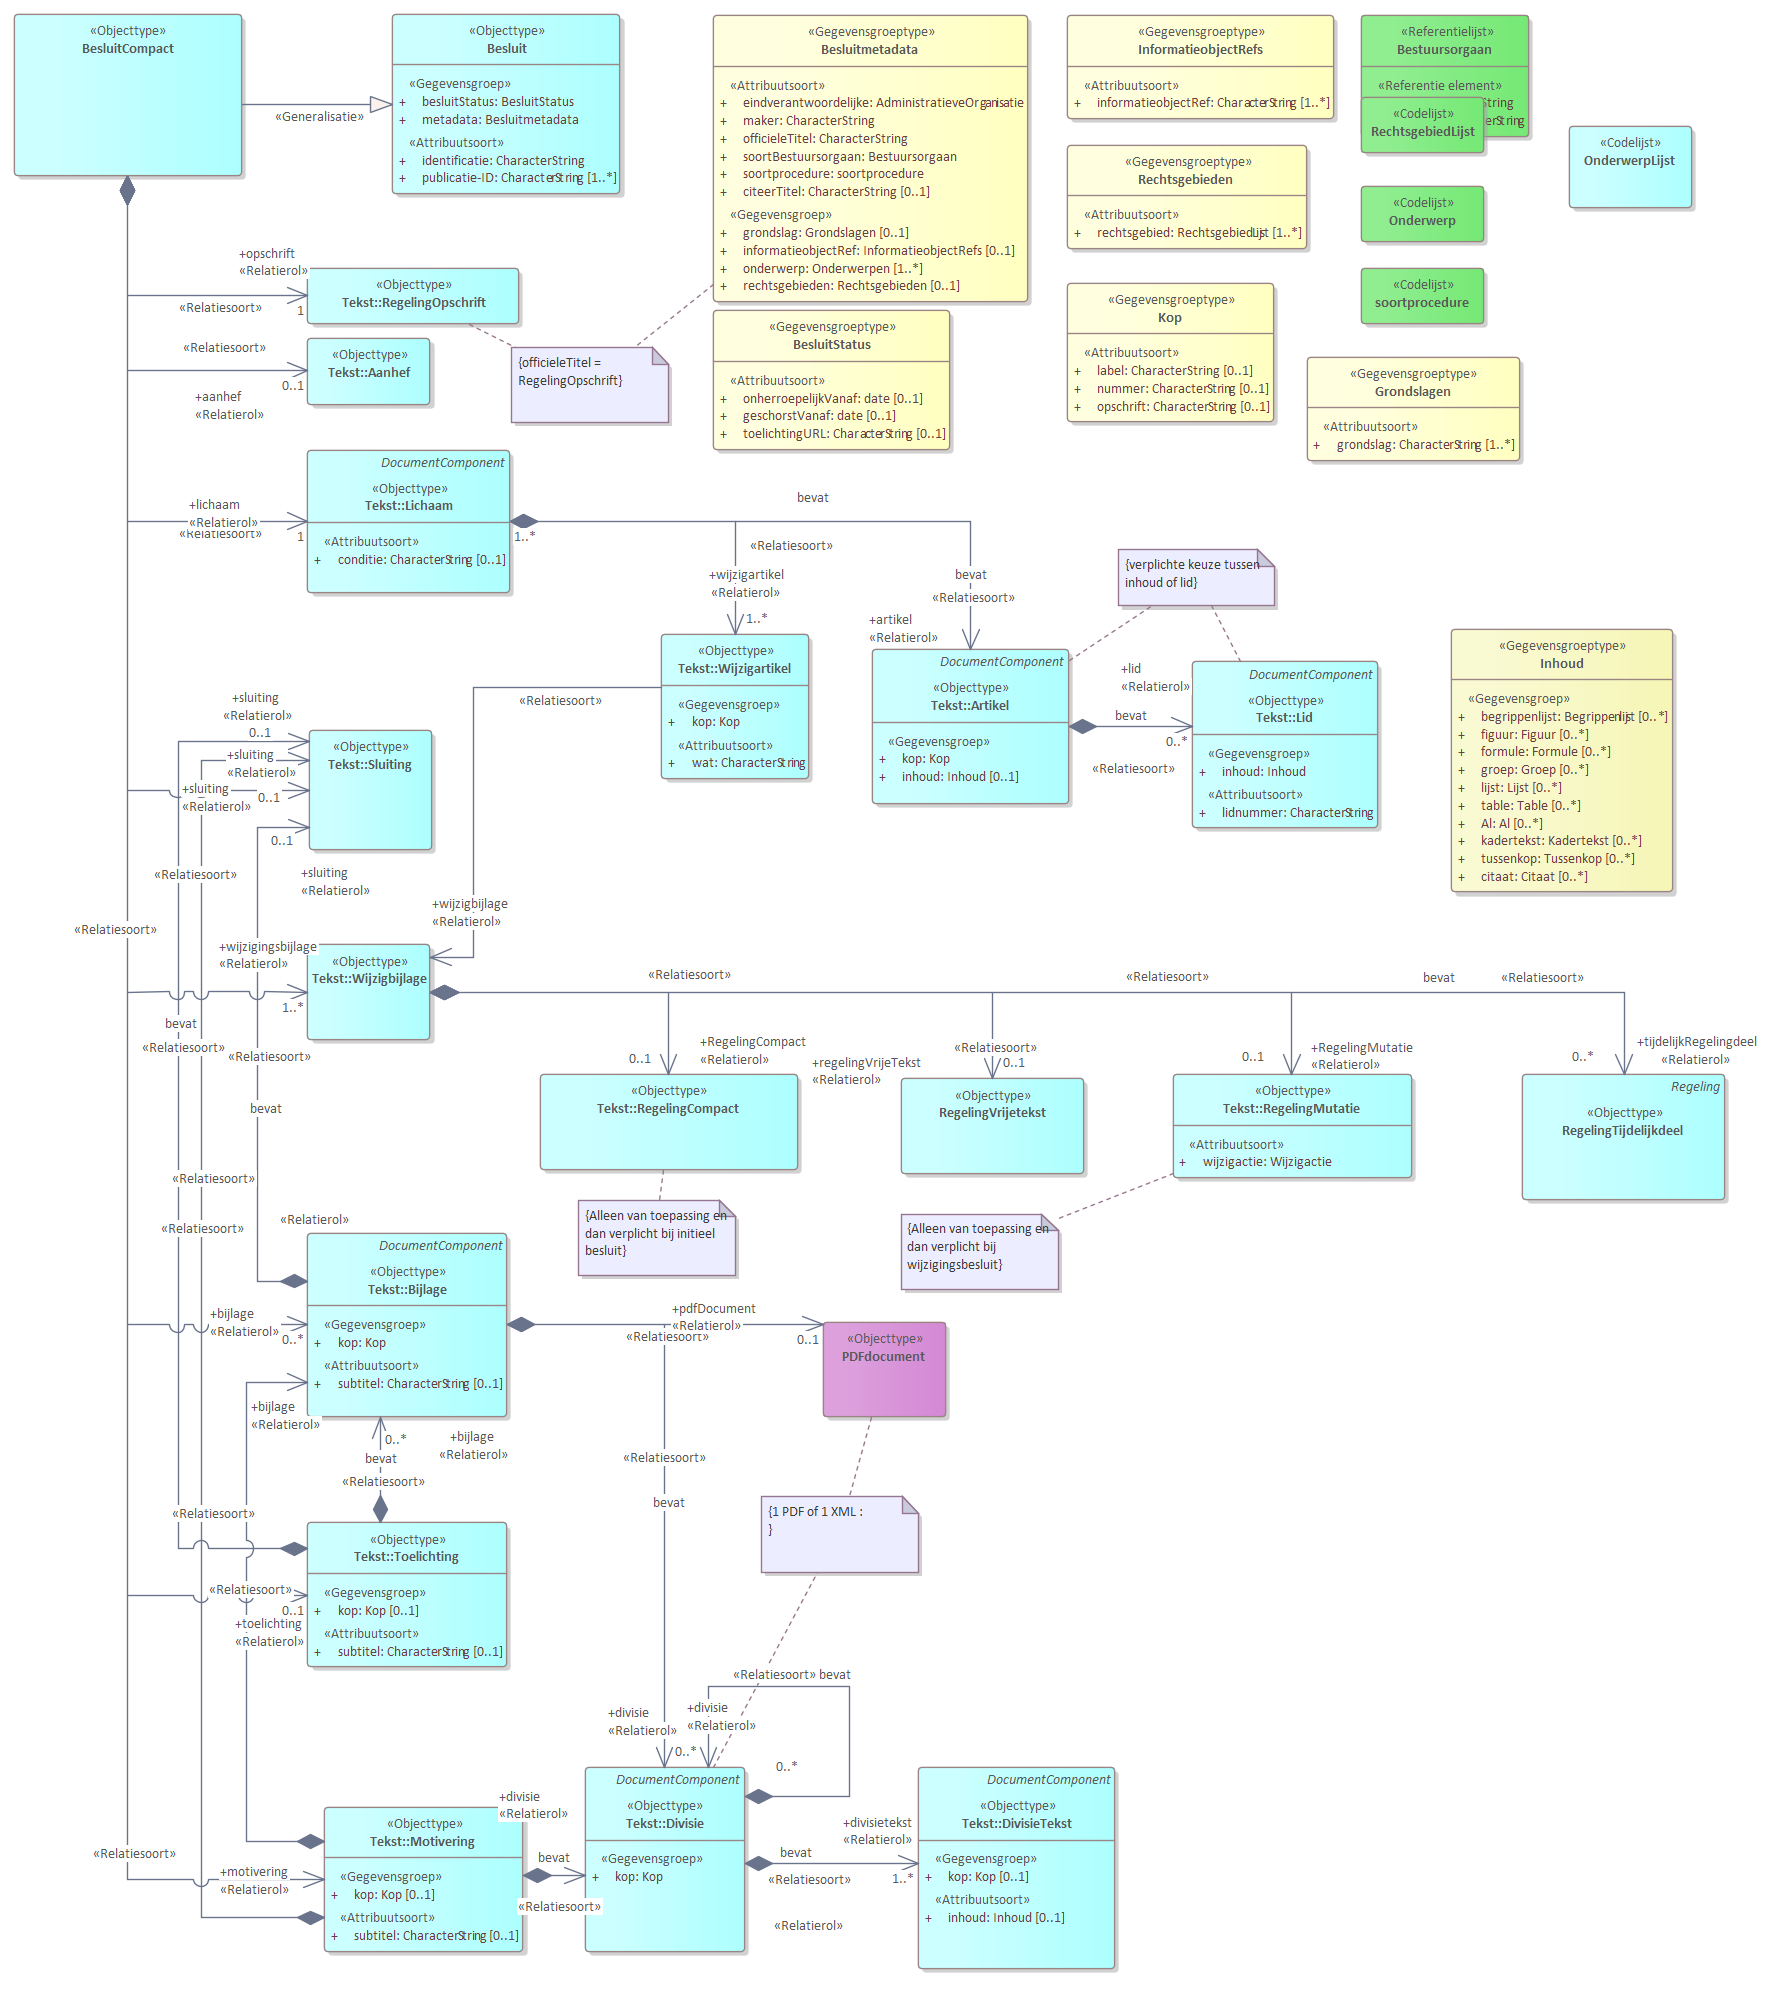 «Objecttype»
BesluitCompact
«Generalisatie»
«Objecttype»
Besluit
«Gegevensgroep»
+ besluitStatus: BesluitStatus
+ metadata: Besluitmetadata
«Attribuutsoort»
+ identificatie: CharacterString
+ publicatie-ID: CharacterString [1..*]
«Gegevensgroeptype»
Besluitmetadata
«Attribuutsoort»
+ eindverantwoordelijke: AdministratieveOrganisatie
+ maker: CharacterString
+ officieleTitel: CharacterString
+ soortBestuursorgaan: Bestuursorgaan
+ soortprocedure: soortprocedure
+ citeerTitel: CharacterString [0..1]
«Gegevensgroep»
+ grondslag: Grondslagen [0..1]
+ informatieobjectRef: InformatieobjectRefs [0..1]
+ onderwerp: Onderwerpen [1..*]
+ rechtsgebieden: Rechtsgebieden [0..1]
«Gegevensgroeptype»
InformatieobjectRefs
«Attribuutsoort»
+ informatieobjectRef: CharacterString [1..*]
«Referentielijst»
Bestuursorgaan
«Referentie element»
String
erString
«Codelijst»
RechtsgebiedLijst
«Codelijst»
OnderwerpLijst
«Gegevensgroeptype»
Rechtsgebieden
«Attribuutsoort»
+ rechtsgebied: RechtsgebiedLijst [1..*]
«Codelijst»
Onderwerp
«Codelijst»
soortprocedure
«Gegevensgroeptype»
Kop
«Attribuutsoort»
+ label: CharacterString [0..1]
+ nummer: CharacterString [0..1]
+ opschrift: CharacterString [0..1]
«Gegevensgroeptype»
BesluitStatus
«Attribuutsoort»
+ onherroepelijkVanaf: date [0..1]
+ geschorstVanaf: date [0..1]
+ toelichtingURL: CharacterString [0..1]
«Gegevensgroeptype»
Grondslagen
«Attribuutsoort»
+ grondslag: CharacterString [1..*]
+opschrift
«Relatierol»
«Relatiesoort»
1
«Objecttype»
Tekst::RegelingOpschrift
{officieleTitel =
RegelingOpschrift}
«Relatiesoort»
0..1
+aanhef
«Relatierol»
«Objecttype»
Tekst::Aanhef
+lichaam
«Relatierol»
«Relatiesoort»
1
DocumentComponent
«Objecttype»
Tekst::Lichaam
«Attribuutsoort»
+ conditie: CharacterString [0..1]
1..*
bevat
«Relatiesoort»
+wijzigartikel
«Relatierol»
1..*
bevat
«Relatiesoort»
+artikel
«Relatierol»
{verplichte keuze tussen
inhoud of lid}
«Objecttype»
Tekst::Wijzigartikel
«Gegevensgroep»
+ kop: Kop
«Attribuutsoort»
+ wat: CharacterString
DocumentComponent
«Objecttype»
Tekst::Artikel
«Gegevensgroep»
+ kop: Kop
+ inhoud: Inhoud [0..1]
+lid
«Relatierol»
bevat
0..*
«Relatiesoort»
DocumentComponent
«Objecttype»
Tekst::Lid
«Gegevensgroep»
+ inhoud: Inhoud
«Attribuutsoort»
+ lidnummer: CharacterString
«Gegevensgroeptype»
Inhoud
«Gegevensgroep»
+ begrippenlijst: Begrippenlijst [0..*]
+ figuur: Figuur [0..*]
+ formule: Formule [0..*]
+ groep: Groep [0..*]
+ lijst: Lijst [0..*]
+ table: Table [0..*]
+ Al: Al [0..*]
+ kadertekst: Kadertekst [0..*]
+ tussenkop: Tussenkop [0..*]
+ citaat: Citaat [0..*]
«Relatiesoort»
+sluiting
«Relatierol»
0..1
+sluiting
«Relatierol»
+sluiting
«Relatierol»
0..1
0..1
+sluiting
«Relatierol»
«Objecttype»
Tekst::Sluiting
«Relatiesoort»
«Relatiesoort»
+wijzigbijlage
«Relatierol»
+wijzigingsbijlage
«Relatierol»
1..*
«Objecttype»
Tekst::Wijzigbijlage
bevat
«Relatiesoort»
«Relatiesoort»
bevat
«Relatiesoort»
«Relatiesoort»
bevat
«Relatiesoort»
«Relatiesoort»
+RegelingCompact
«Relatierol»
0..1
+regelingVrijeTekst
«Relatierol»
«Relatiesoort»
0..1
0..1
+RegelingMutatie
«Relatierol»
0..*
+tijdelijkRegelingdeel
«Relatierol»
«Objecttype»
Tekst::RegelingCompact
«Objecttype»
RegelingVrijetekst
«Objecttype»
Tekst::RegelingMutatie
«Attribuutsoort»
+ wijzigactie: Wijzigactie
Regeling
«Objecttype»
RegelingTijdelijkdeel
{Alleen van toepassing en
dan verplicht bij initieel
besluit}
{Alleen van toepassing en
dan verplicht bij
wijzigingsbesluit}
«Relatiesoort»
«Relatiesoort»
«Relatierol»
DocumentComponent
«Objecttype»
Tekst::Bijlage
«Gegevensgroep»
+ kop: Kop
«Attribuutsoort»
+ subtitel: CharacterString [0..1]
+bijlage
«Relatierol»
0..*
+pdfDocument
«Relatierol»
«Relatiesoort»
0..1
«Objecttype»
PDFdocument
+bijlage
«Relatierol»
0..*
bevat
«Relatiesoort»
+bijlage
«Relatierol»
«Relatiesoort»
bevat
{1 PDF of 1 XML :
}
«Relatiesoort»
«Objecttype»
Tekst::Toelichting
«Gegevensgroep»
+ kop: Kop [0..1]
«Attribuutsoort»
+ subtitel: CharacterString [0..1]
«Relatiesoort»
0..1
+toelichting
«Relatierol»
«Relatiesoort» bevat
+divisie
«Relatierol»
+divisie
«Relatierol»
0..*
0..*
DocumentComponent
«Objecttype»
Tekst::Divisie
«Gegevensgroep»
+ kop: Kop
+divisie
«Relatierol»
bevat
«Relatiesoort»
«Objecttype»
Tekst::Motivering
«Gegevensgroep»
+ kop: Kop [0..1]
«Attribuutsoort»
+ subtitel: CharacterString [0..1]
«Relatiesoort»
+motivering
«Relatierol»
+divisietekst
«Relatierol»
bevat
«Relatiesoort»
1..*
«Relatierol»
DocumentComponent
«Objecttype»
Tekst::DivisieTekst
«Gegevensgroep»
+ kop: Kop [0..1]
«Attribuutsoort»
+ inhoud: Inhoud [0..1]